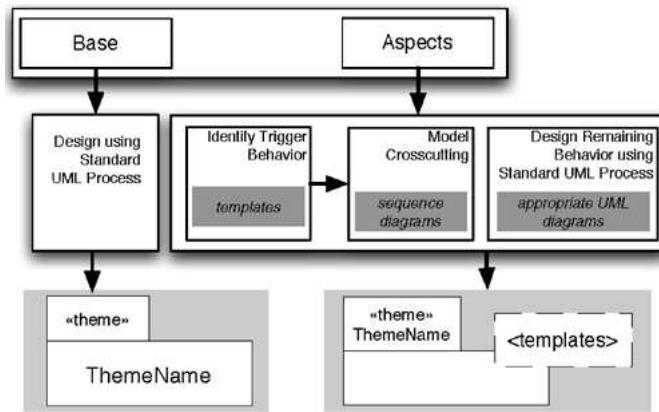 Base
Aspects
Design using
Standard
UML Process
Identify Trigger
Behavior
templates
Model
Crosscutting
sequence
diagrams
Design Remaining
Behavior using
Standard UML Process
appropriate UML
diagrams
«theme»
ThemeName
«theme»
ThemeName
<templates>